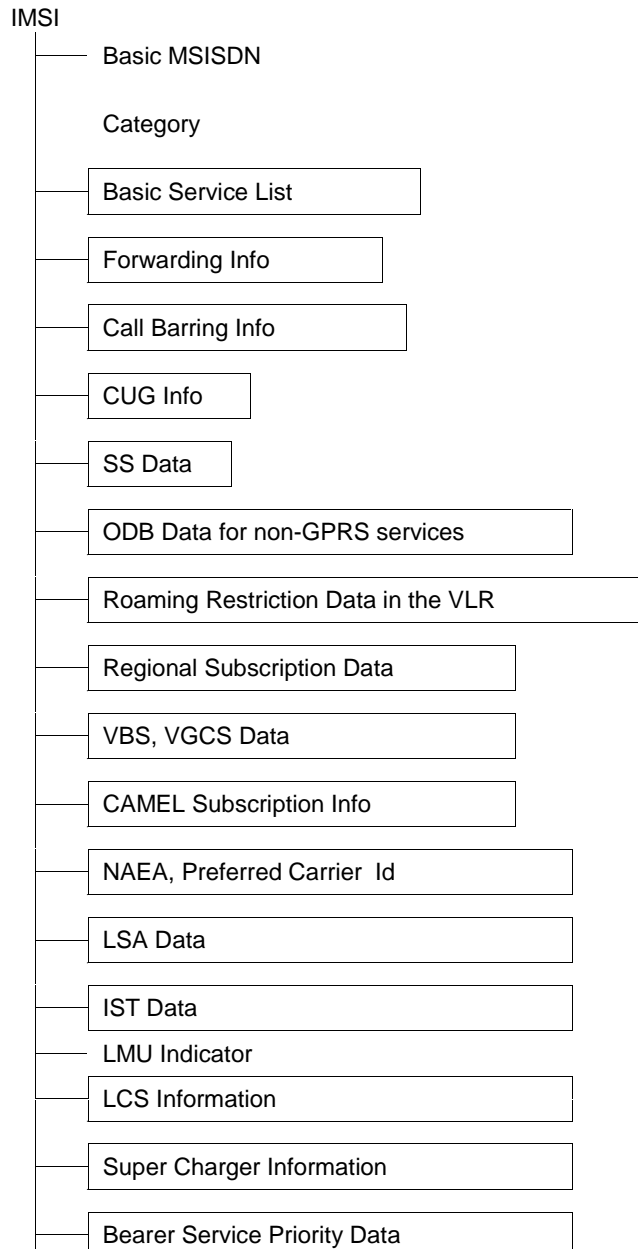 IMSI
Basic MSISDN
Category
Basic Service List
Forwarding Info
Call Barring Info
CUG Info
SS Data
ODB Data for non-GPRS services
Roaming Restriction Data in the VLR
Regional Subscription Data
VBS, VGCS Data
CAMEL Subscription Info
NAEA, Preferred Carrier Id
LSA Data
IST Data
LMU Indicator
LCS Information
Super Charger Information
Bearer Service Priority Data